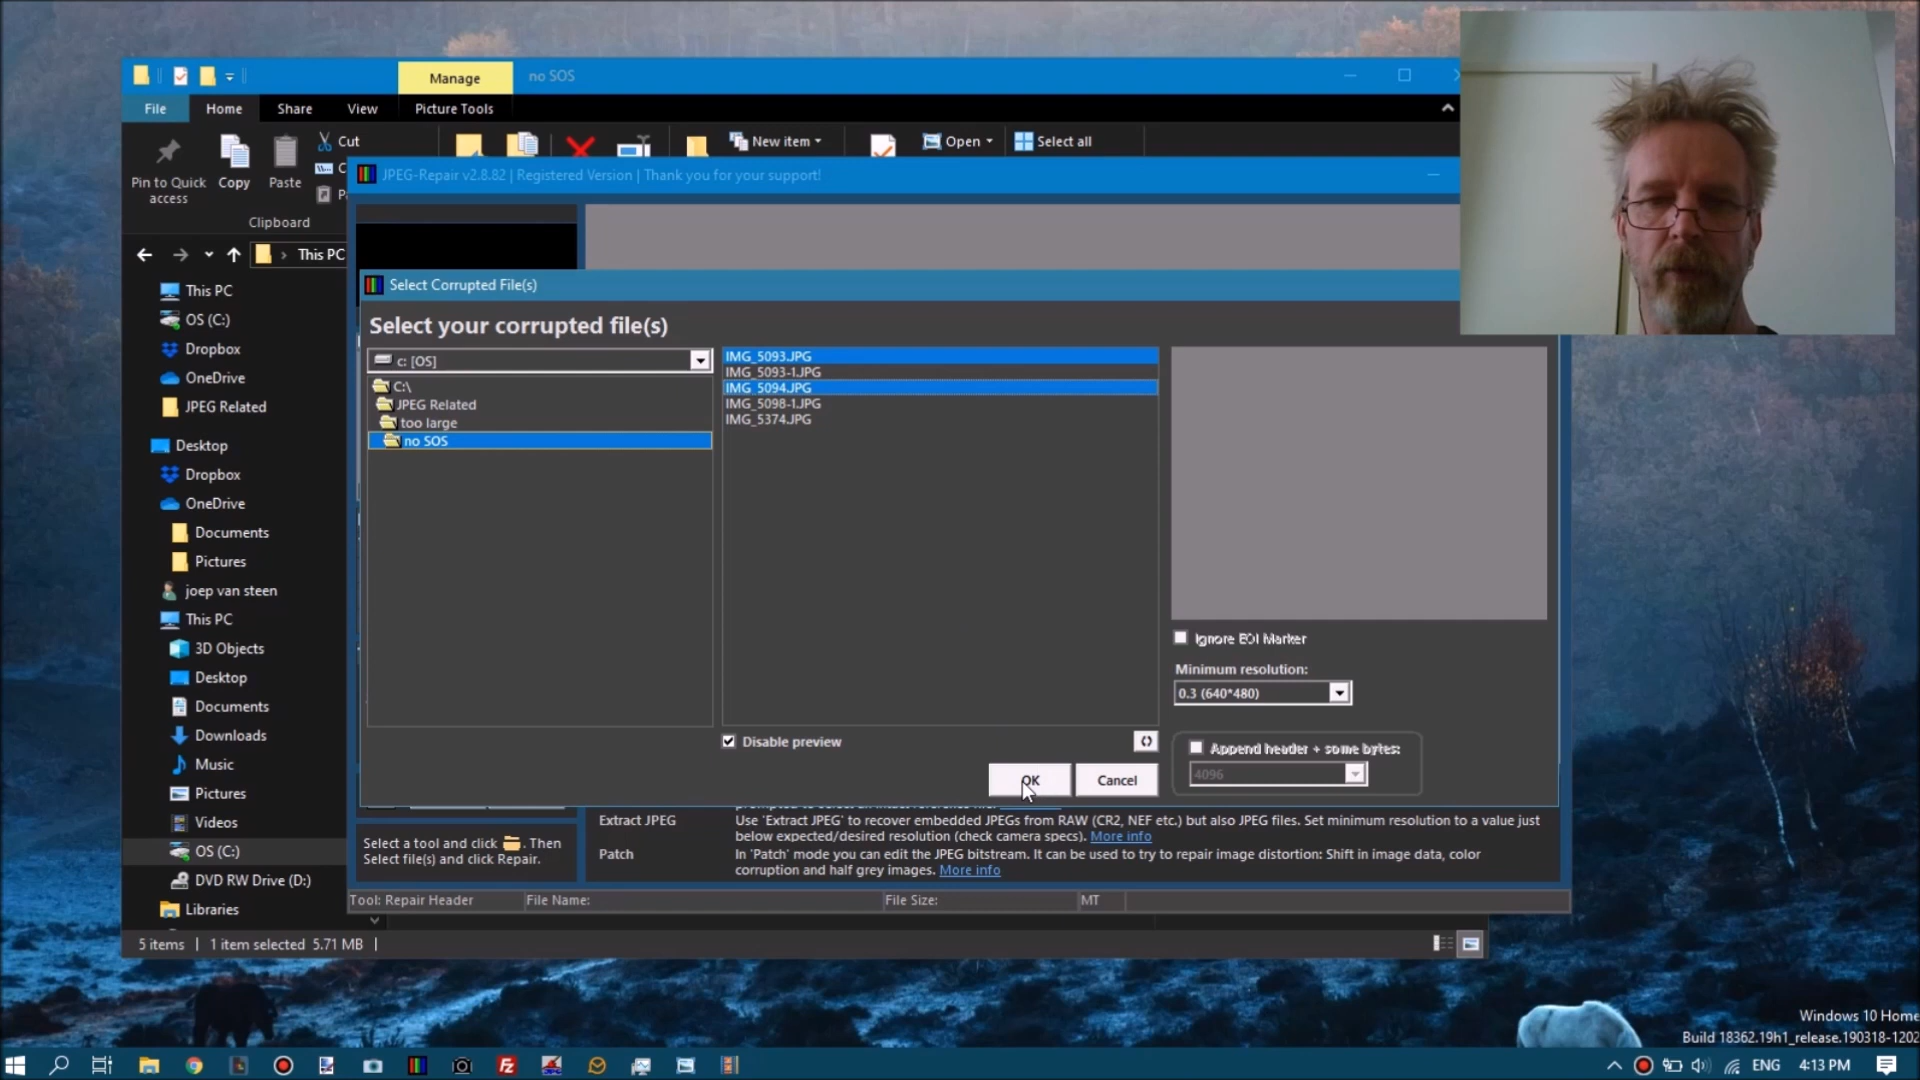 Manage
no SOS
File
Home
Share
View
Picture Tools
Pin to Quick
access
Copy
Paste
Cut
New item
Open
Select all
Clipboard
JPEG-Repair v2.8.82 | Registered Version | Thank you for your support!
This PC
Select Corrupted File(s)
Select your corrupted file(s)
c: [OS]
C:\
JPEG Related
too large
no SOS
IMG_5093.JPG
IMG_5093-1.JPG
IMG_5094.JPG
IMG_5098-1.JPG
IMG_5374.JPG
Disable preview
OK
Cancel
Ignore EOI Marker
Minimum resolution:
0.3 (640*480)
Append header + some bytes:
4096
This PC
OS (C:)
Dropbox
OneDrive
JPEG Related
Desktop
Dropbox
OneDrive
Documents
Pictures
joep van steen
This PC
3D Objects
Desktop
Documents
Downloads
Music
Pictures
Videos
OS (C:)
DVD RW Drive (D:)
Libraries
Select a tool and click . Then
Select file(s) and click Repair.
Extract JPEG
Use 'Extract JPEG' to recover embedded JPEGs from RAW (CR2, NEF etc.) but also JPEG files. Set minimum resolution to a value just
below expected/desired resolution (check camera specs). More info
Patch
In 'Patch' mode you can edit the JPEG bitstream. It can be used to try to repair image distortion: Shift in image data, color
corruption and half grey images. More info
Tool: Repair Header
File Name:
File Size:
MT
5 items
1 item selected 5.71 MB
Windows 10 Home
Build 18362.19h1_release.190318-1202
ENG
4:13 PM